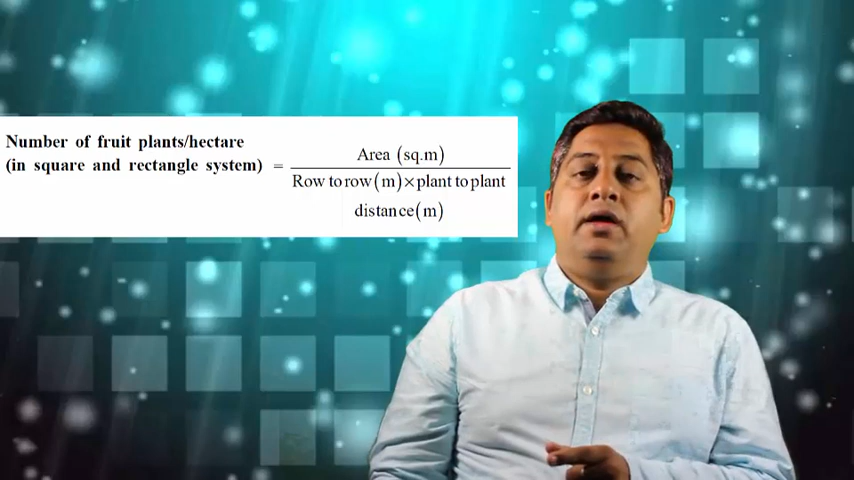 Number of fruit plants/hectare
(in square and rectangle system) =
Area (sq.m)
Row to row (m) × plant to plant
distance (m)